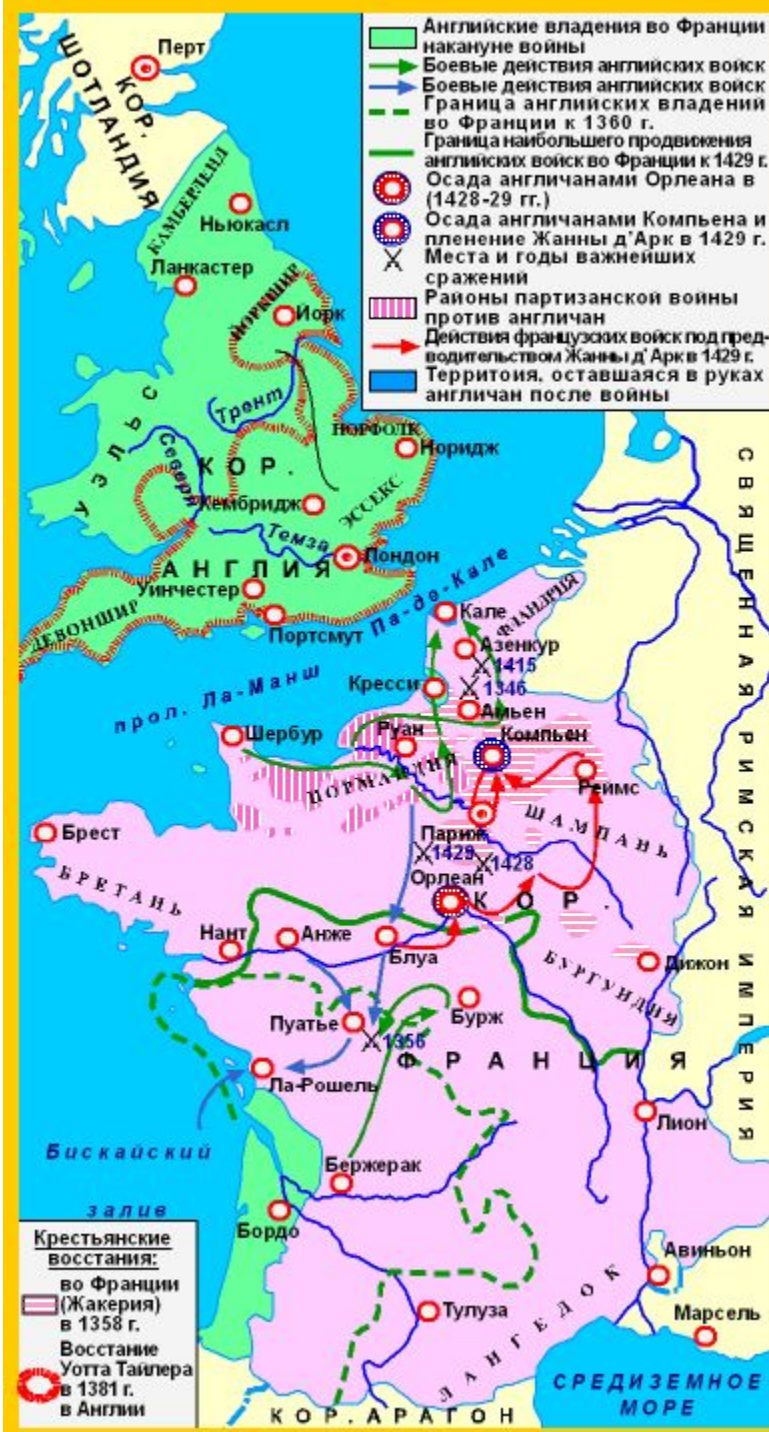 Английские владения во Франции
накануне войны
Боевые действия английских войск
Боевые действия английских войск
Граница английских владений
во Франции к 1360 г.
Граница наибольшего продвижения
английских войск во Франции к 1429 г.
Осада англичанами Орлеана в
(1428-29 гг.)
Осада англичанами Компьена и
пленение Жанны д'Арк в 1429 г.
Места и годы важнейших
сражений
Районы партизанской войны
против англичан
Действия французских войск под пред-
водительством Жанны д'Арк в 1429 г.
Территоия, оставшаяся в руках
англичан после войны
Перт
КОР.
ШОТЛАНДИЯ
КАМБЕРЛЕНД
Ньюкасл
Ланкастер
ЙОРКШИР
Йорк
Трент
УЭЛЬС
Северн
НОРФОЛК
Норидж
КОР.
Кембридж
ЭССЕКС
Темза
Лондон
АНГЛИЯ
Уинчестер
ДЕВОНШИР
Портсмут
Па-де-Кале
прол. Ла-Манш
СВЯЩЕННАЯ РИМСКАЯ ИМПЕРИЯ
Кале
ФЛАНДРИЯ
Азенкур
1415
Кресси
1346
Амьен
Шербур
Руан
Компьен
НОРМАНДИЯ
Реймс
ШАМПАНЬ
Париж
Брест
1429
1428
БРЕТАНЬ
Орлеан
КОР.
Нант
Анже
Блуа
БУРГУНДИЯ
Дижон
Пуатье
Бурж
1356
ФРАНЦИЯ
Ла-Рошель
Лион
Бискайский
залив
Бержерак
Бордо
Авиньон
Тулуза
ЛАНГЕДОК
Марсель
СРЕДИЗЕМНОЕ
МОРЕ
КОР. АРАГОН
Крестьянские
восстания:
во Франции
(Жакерия)
в 1358 г.
Восстание
Уотта Тайлера
в 1381 г.
в Англии